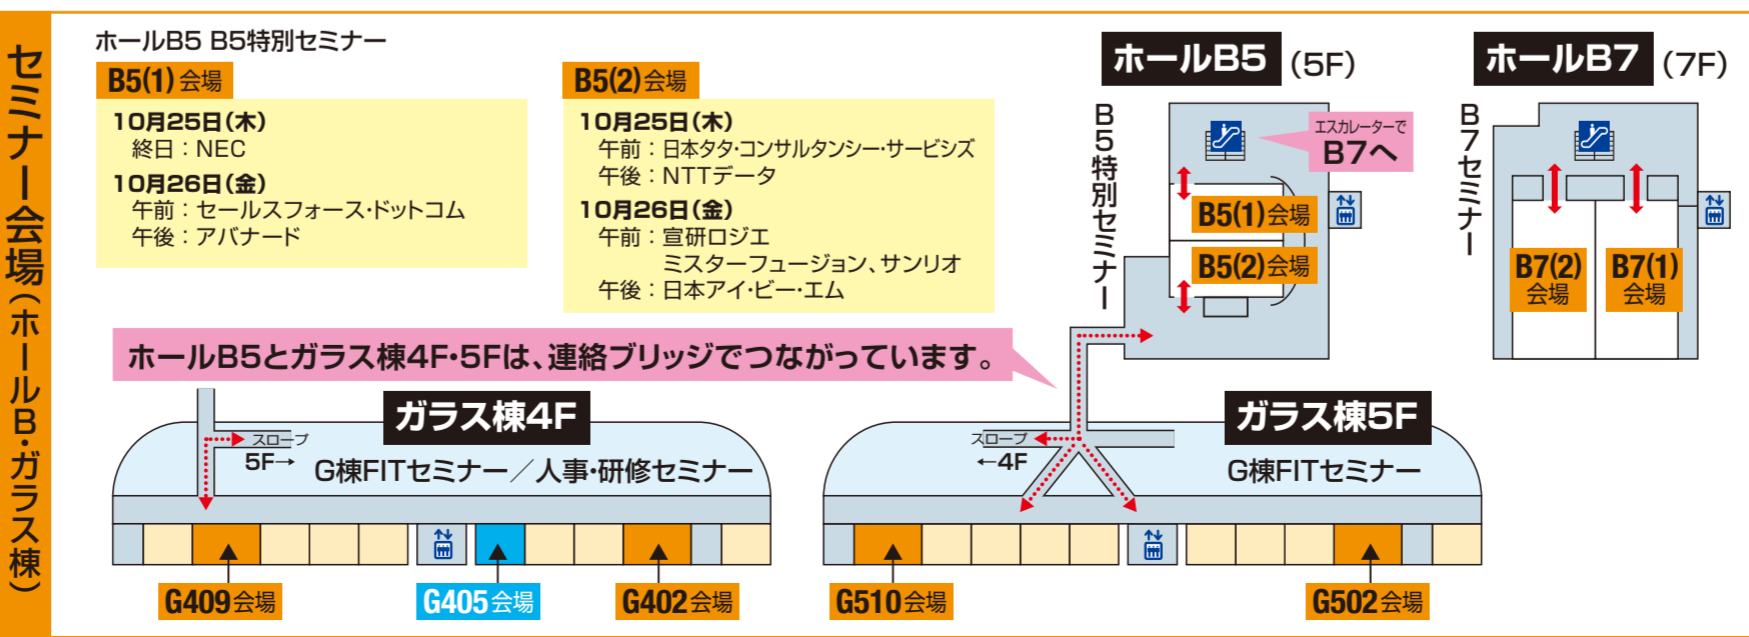 セミナー会場(ホールB・ガラス棟)
ホールB5 B5特別セミナー
B5(1)会場
10月25日(木)
終日：NEC
10月26日(金)
午前：セールスフォース・ドットコム
午後：アバナード
B5(2)会場
10月25日(木)
午前：日本タタ・コンサルタンシー・サービシズ
午後：NTTデータ
10月26日(金)
午前：宣研ロジエ
ミスターフュージョン、サンリオ
午後：日本アイ・ビー・エム
ホールB5 (5F)
B5特別セミナー
エスカレーターで
B7へ
B5(1)会場
B5(2)会場
ホールB7 (7F)
B7セミナー
B7(2)
会場
B7(1)
会場
ホールB5とガラス棟4F・5Fは、連絡ブリッジでつながっています。
ガラス棟4F
スロープ
5F→
G棟FITセミナー／人事・研修セミナー
G409会場
G405会場
G402会場
ガラス棟5F
スロープ
←4F
G棟FITセミナー
G510会場
G502会場